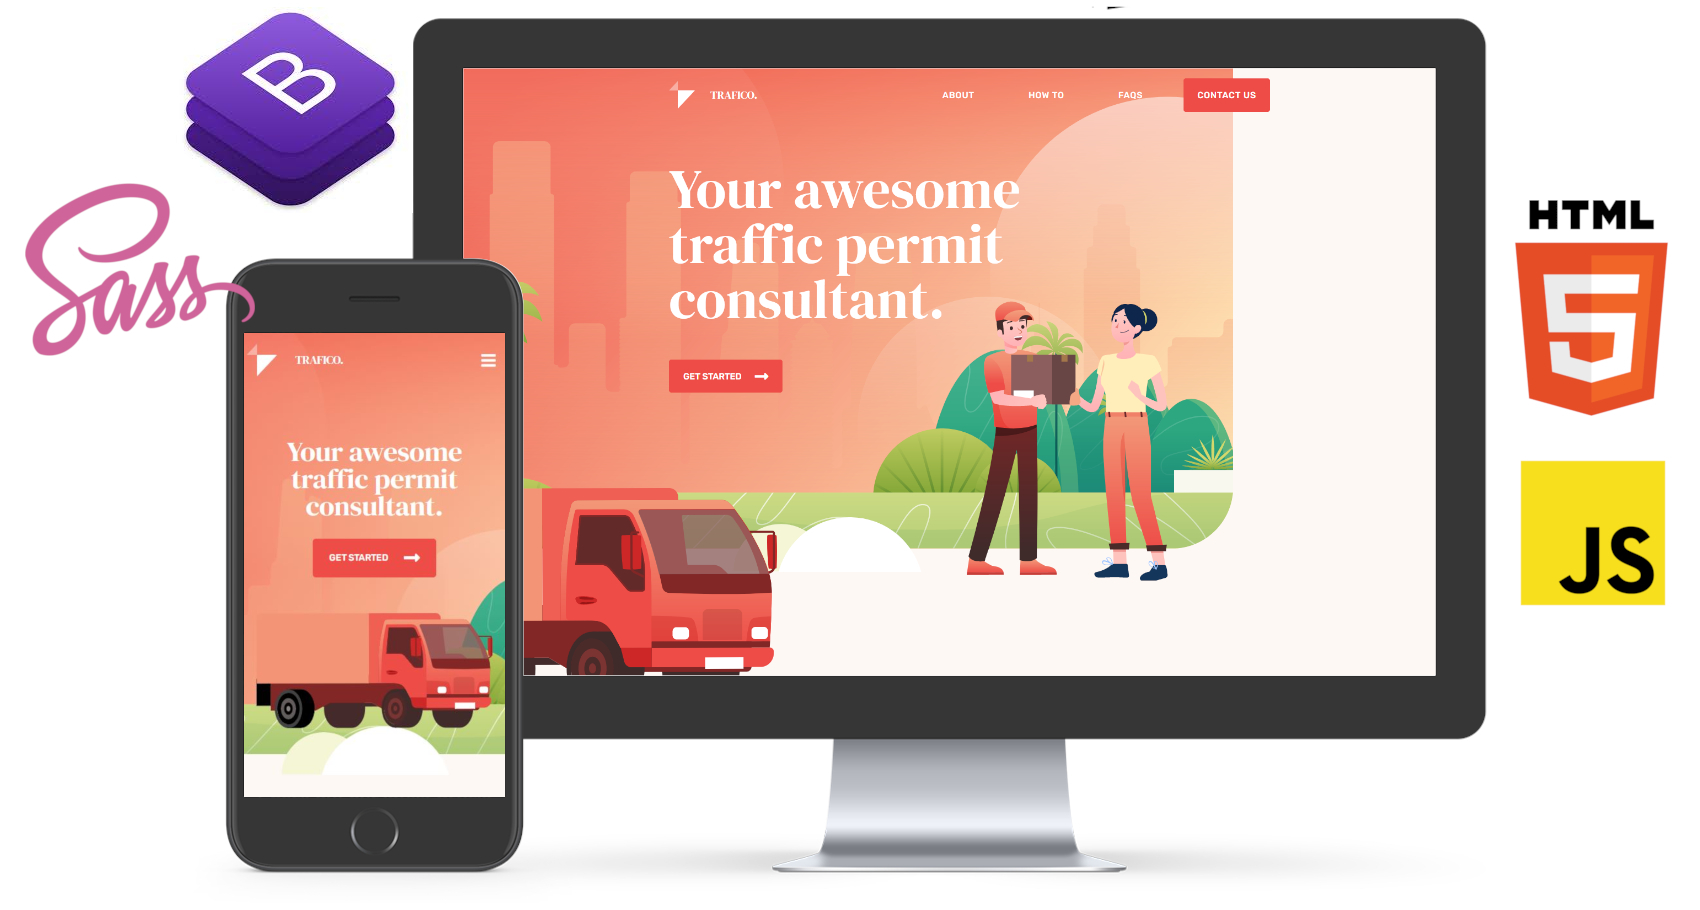 B
Sass
TRAFICO.
ABOUT
HOW TO
FAQS
CONTACT US
Your awesome
traffic permit
consultant.
GET STARTED
TRAFICO.
Your awesome
traffic permit
consultant.
GET STARTED
HTML
5
JS